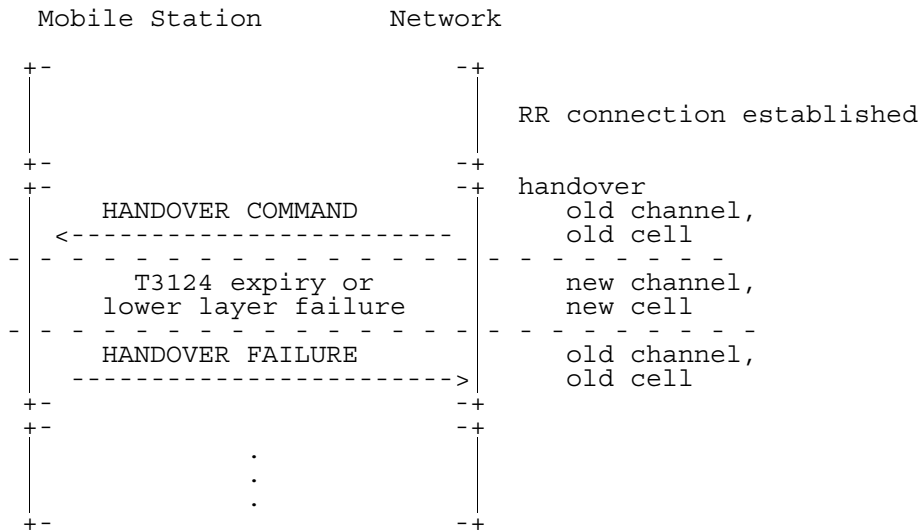 Mobile Station Network
RR connection established
handover
HANDOVER COMMAND old channel,
old cell
T3124 expiry or new channel,
lower layer failure new cell
HANDOVER FAILURE old channel,
old cell